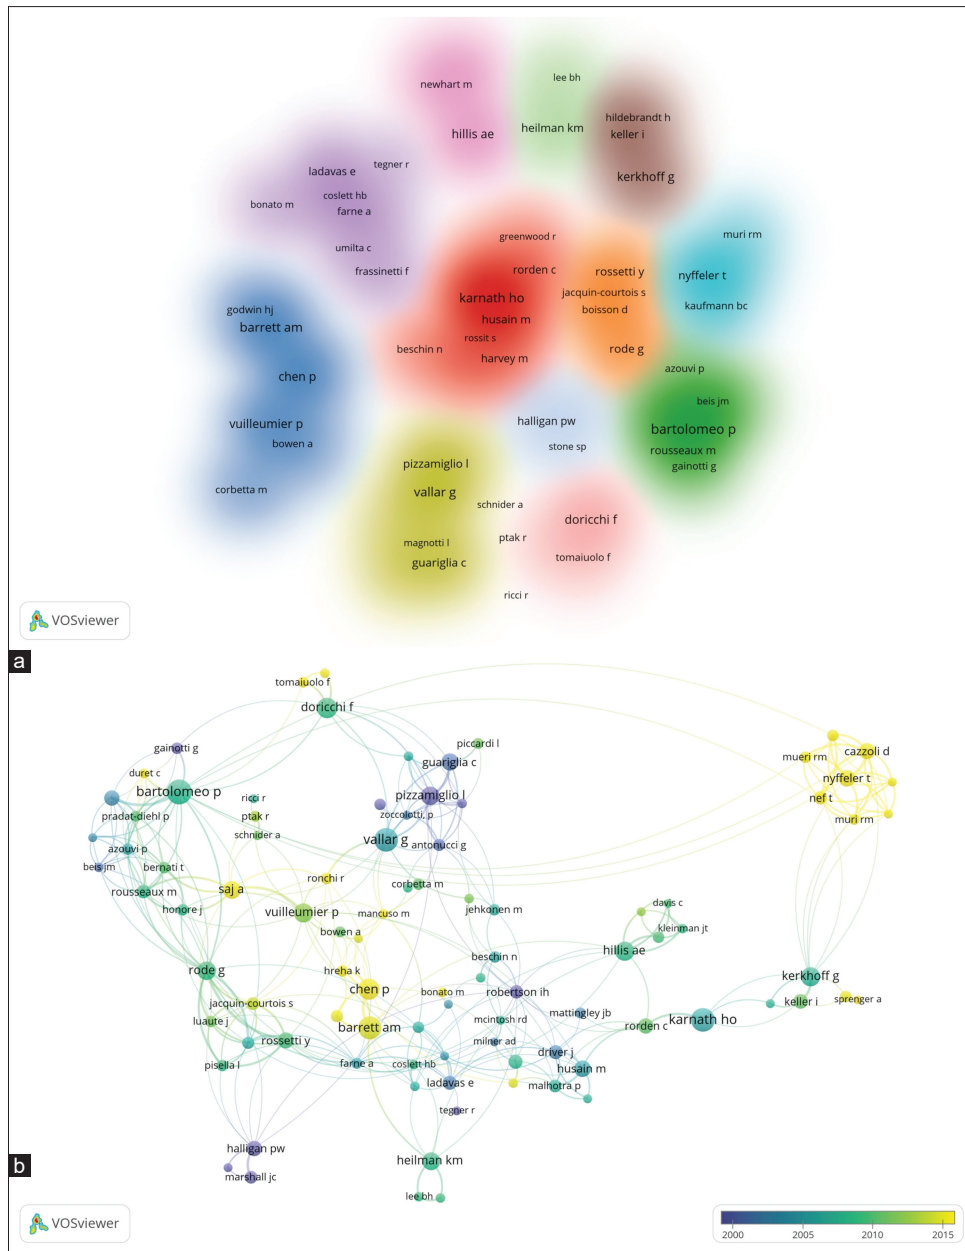 newhart m
lee bh
hillis ae
heilman km
hildebrandt h
keller i
kerkhoff g
ladavas e
tegner r
coslett hb
bonato m
farne a
umilta c
frassinetti f
greenwood r
rorden c
karnath ho
husain m
rossit s
beschin n
harvey m
rossetti y
jacquin-courtois s
boisson d
rode g
muri rm
nyffeler t
kaufmann bc
godwin hj
barrett am
chen p
vuilleumier p
bowen a
corbetta m
azouvi p
beis jm
bartolomeo p
rousseaux m
gainotti g
halligan pw
stone sp
pizzamiglio l
vallar g
schnider a
magnotti l
guariglia c
ptak r
doricchi f
tomaiuolo f
ricci r
VOSviewer
a
tomaiuolo f
doricchi f
gainotti g
duret c
bartolomeo p
pradat-diehl p
azouvi p
beis jm
bernati t
rousseaux m
honore j
ricci r
ptak r
schnider a
saj a
guariglia c
piccardi l
pizzamiglio l
zoccolotti, p
vallar g
antonucci g
ronchi r
corbetta m
vuilleumier p
mancuso m
jehkonen m
bowen a
mueri rm
cazzoli d
nyffeler t
nef t
muri rm
davis c
kleinman jt
hillis ae
beschin n
rode g
hreha k
chen p
bonato m
robertson ih
jacquin-courtois s
luaute j
barrett am
mcintosh rd
mattingley jb
milner ad
rorden c
karnath ho
kerkhoff g
keller i
sprenger a
rossetti y
pisella l
farne a
coslett hb
driver j
husain m
ladavas e
malhotra p
tegner r
halligan pw
marshall jc
heilman km
lee bh
b
VOSviewer
2000 2005 2010 2015